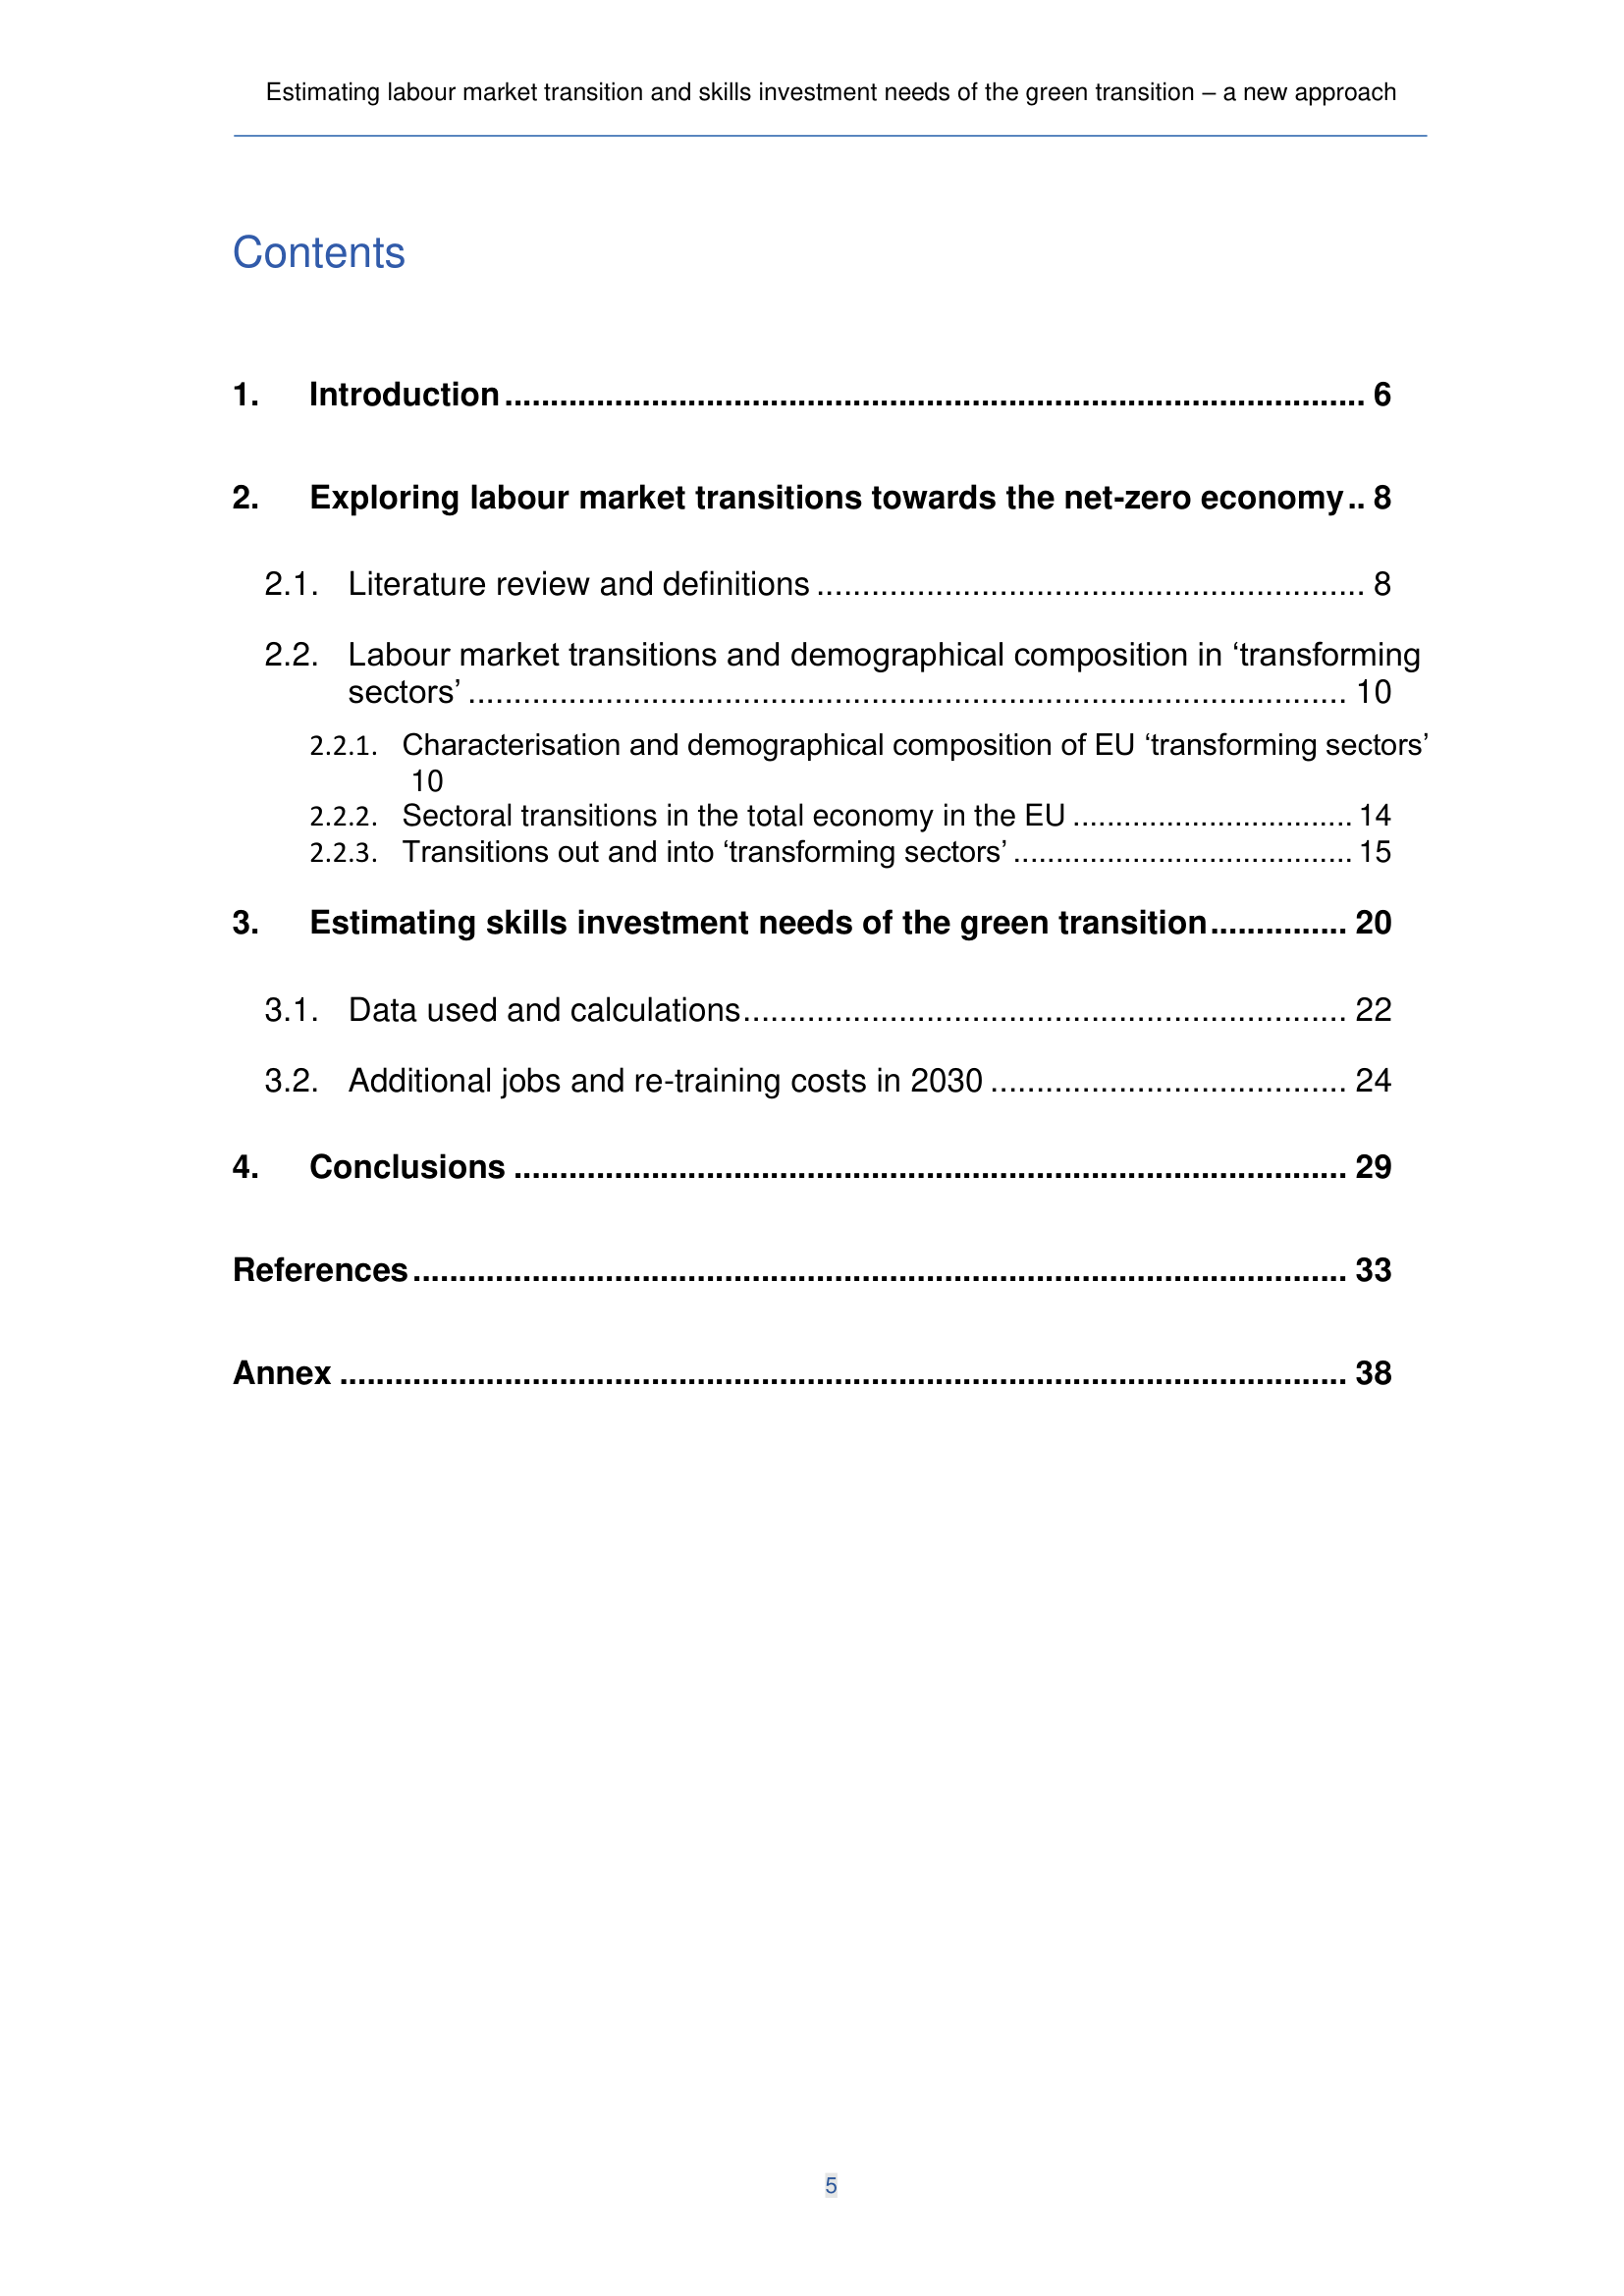 Estimating labour market transition and skills investment needs of the green transition – a new approach
Contents
1. Introduction ........................................................................................... 6
2. Exploring labour market transitions towards the net-zero economy .. 8
2.1. Literature review and definitions ............................................................ 8
2.2. Labour market transitions and demographical composition in ‘transforming
sectors’ ................................................................................................ 10
2.2.1. Characterisation and demographical composition of EU ‘transforming sectors’
10
2.2.2. Sectoral transitions in the total economy in the EU ................................. 14
2.2.3. Transitions out and into ‘transforming sectors’ ........................................ 15
3. Estimating skills investment needs of the green transition ............... 20
3.1. Data used and calculations .................................................................. 22
3.2. Additional jobs and re-training costs in 2030 ....................................... 24
4. Conclusions ........................................................................................... 29
References ..................................................................................................... 33
Annex ............................................................................................................. 38
5